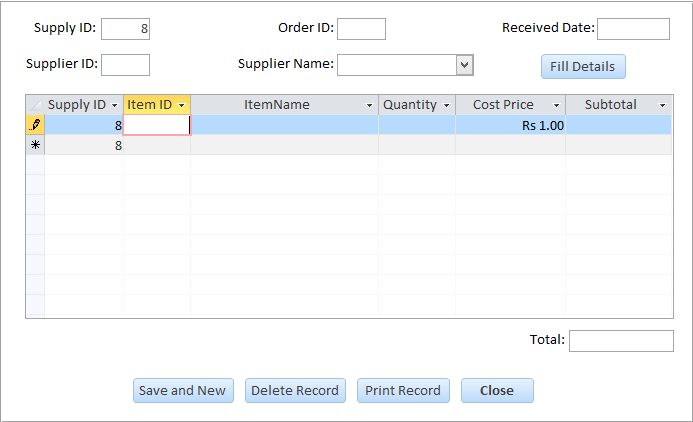 Supply ID: 8 Order ID: Received Date:
Supplier ID: Supplier Name: Fill Details
Supply ID Item ID ItemName Quantity Cost Price Subtotal
8 Rs 1.00
8
Total:
Save and New Delete Record Print Record Close